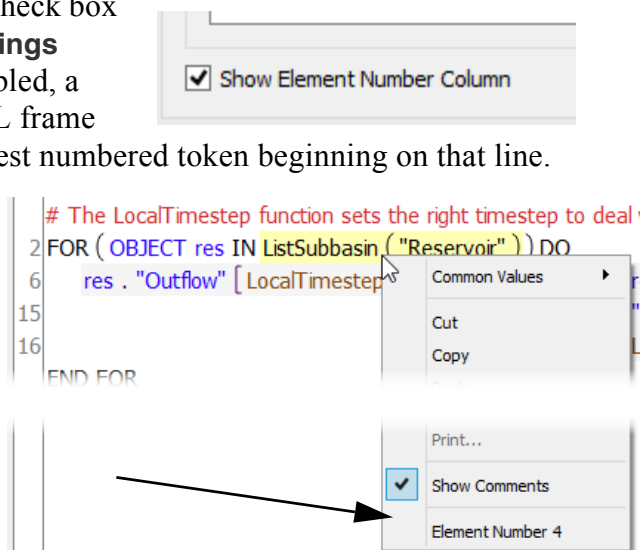 heck box
ings
Show Element Number Column
bled, a
L frame
est numbered token beginning on that line.
# The LocalTimestep function sets the right timestep to deal
2 FOR ( OBJECT res IN ListSubbasin ( "Reservoir" ) ) DO
6 res . "Outflow" [ LocalTimestep
Common Values
15
Cut
16
Copy
END FOR
Print...
Show Comments
Element Number 4